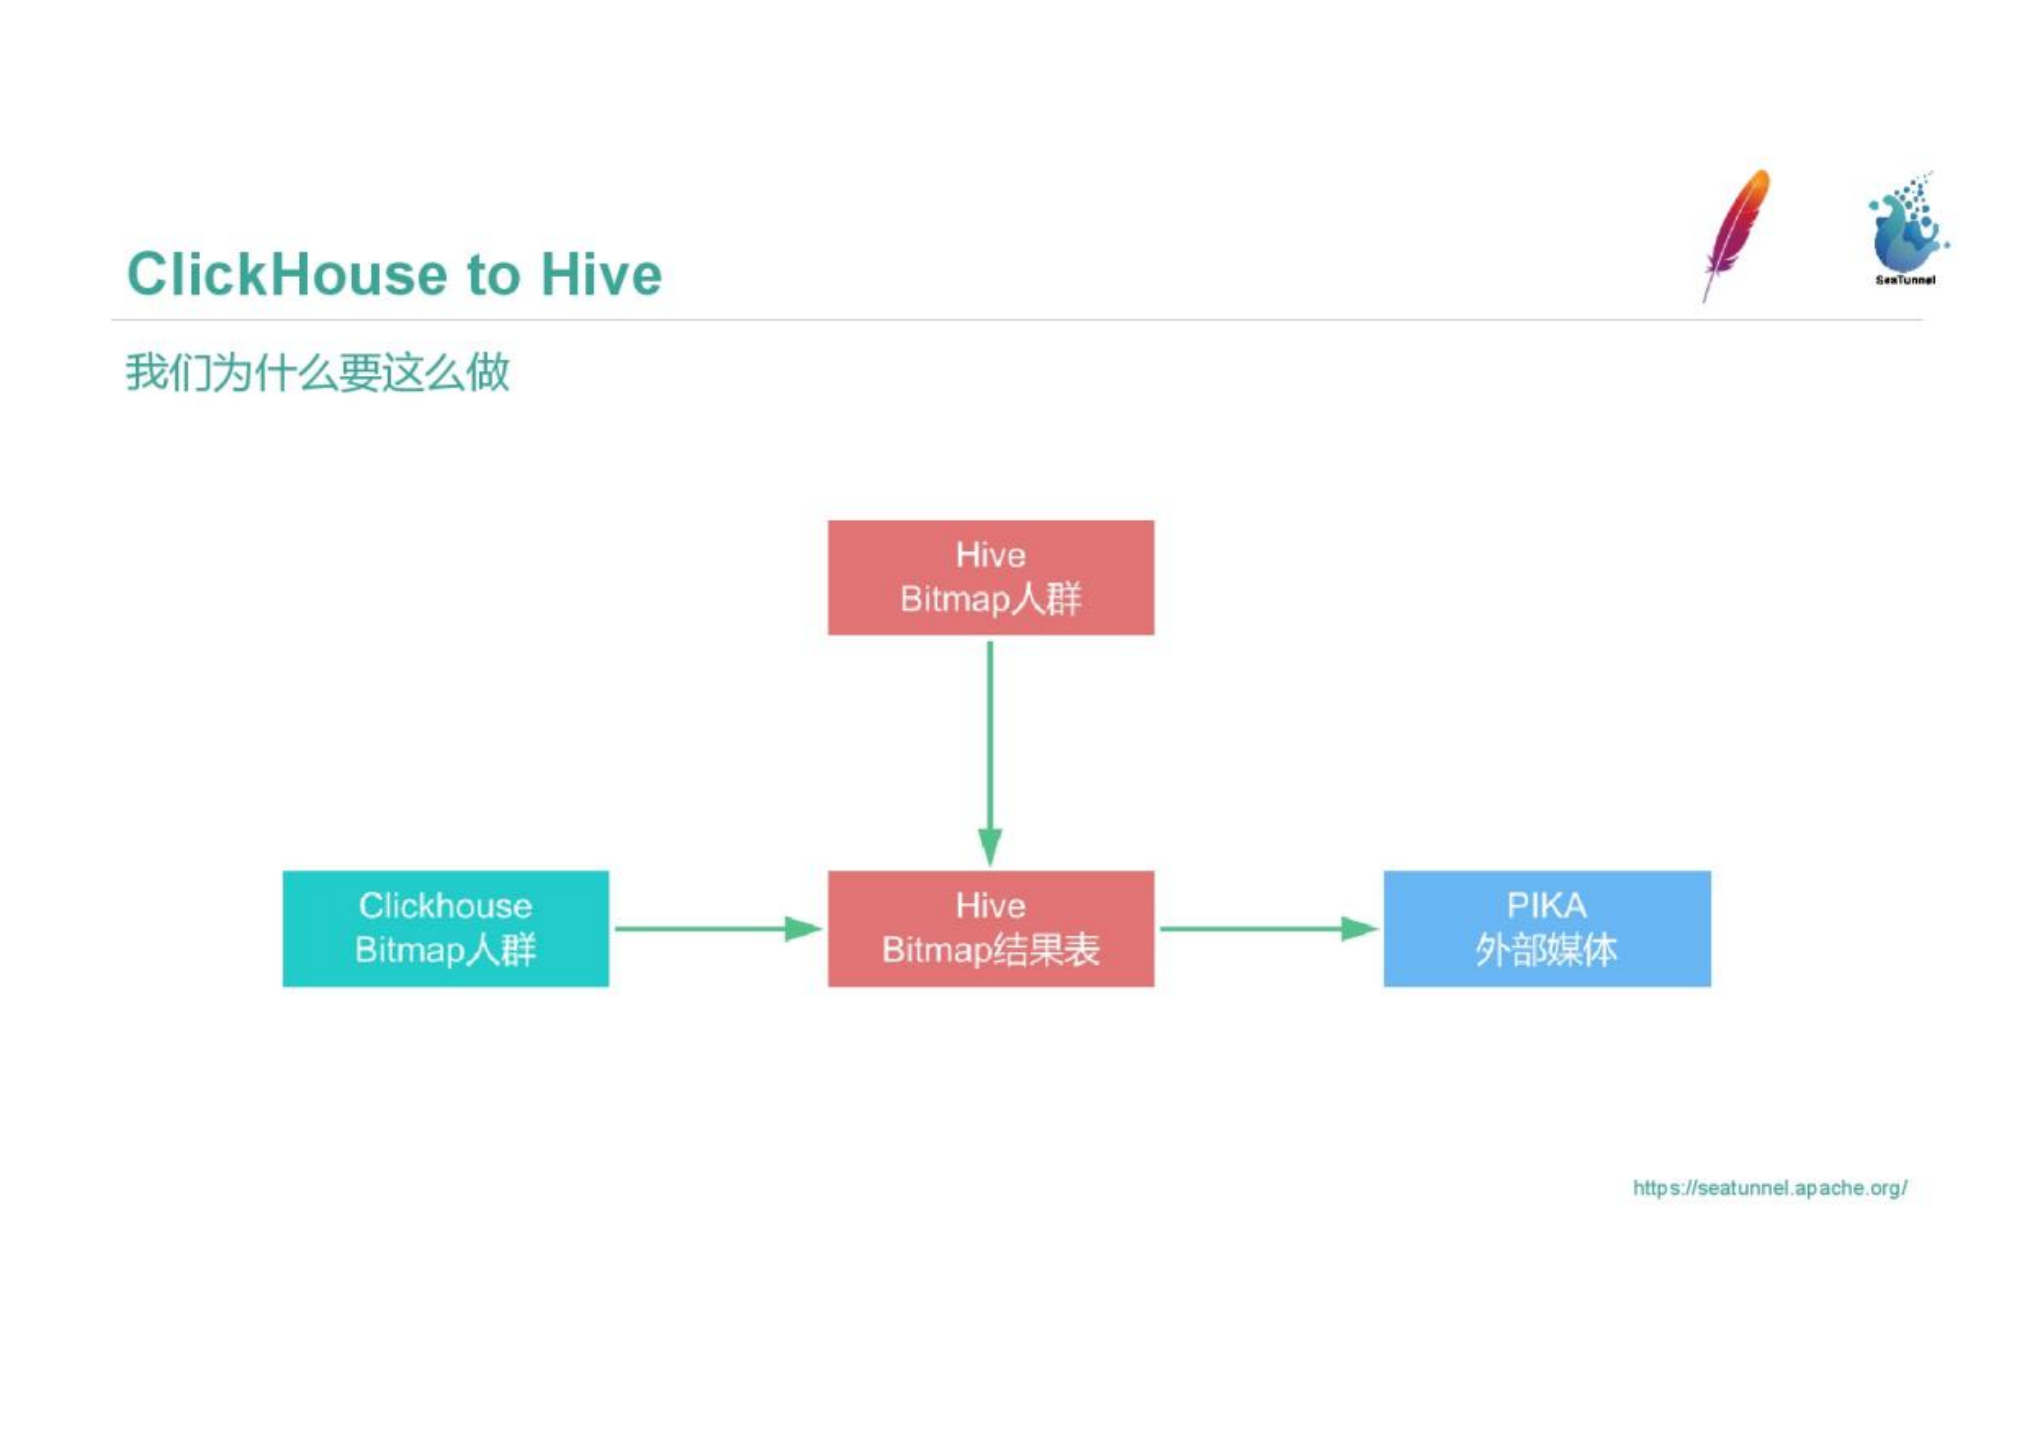 ClickHouse to Hive
SeaTunnel
我们为什么要这么做
Hive
Bitmap人群
Clickhouse
Bitmap人群
Hive
Bitmap结果表
PIKA
外部媒体
https://seatunnel.apache.org/